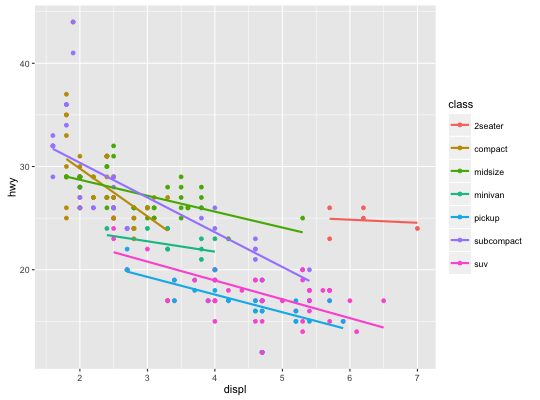 hwy
40
30
20
2
3
4
5
6
7
displ
class
2seater
compact
midsize
minivan
pickup
subcompact
suv